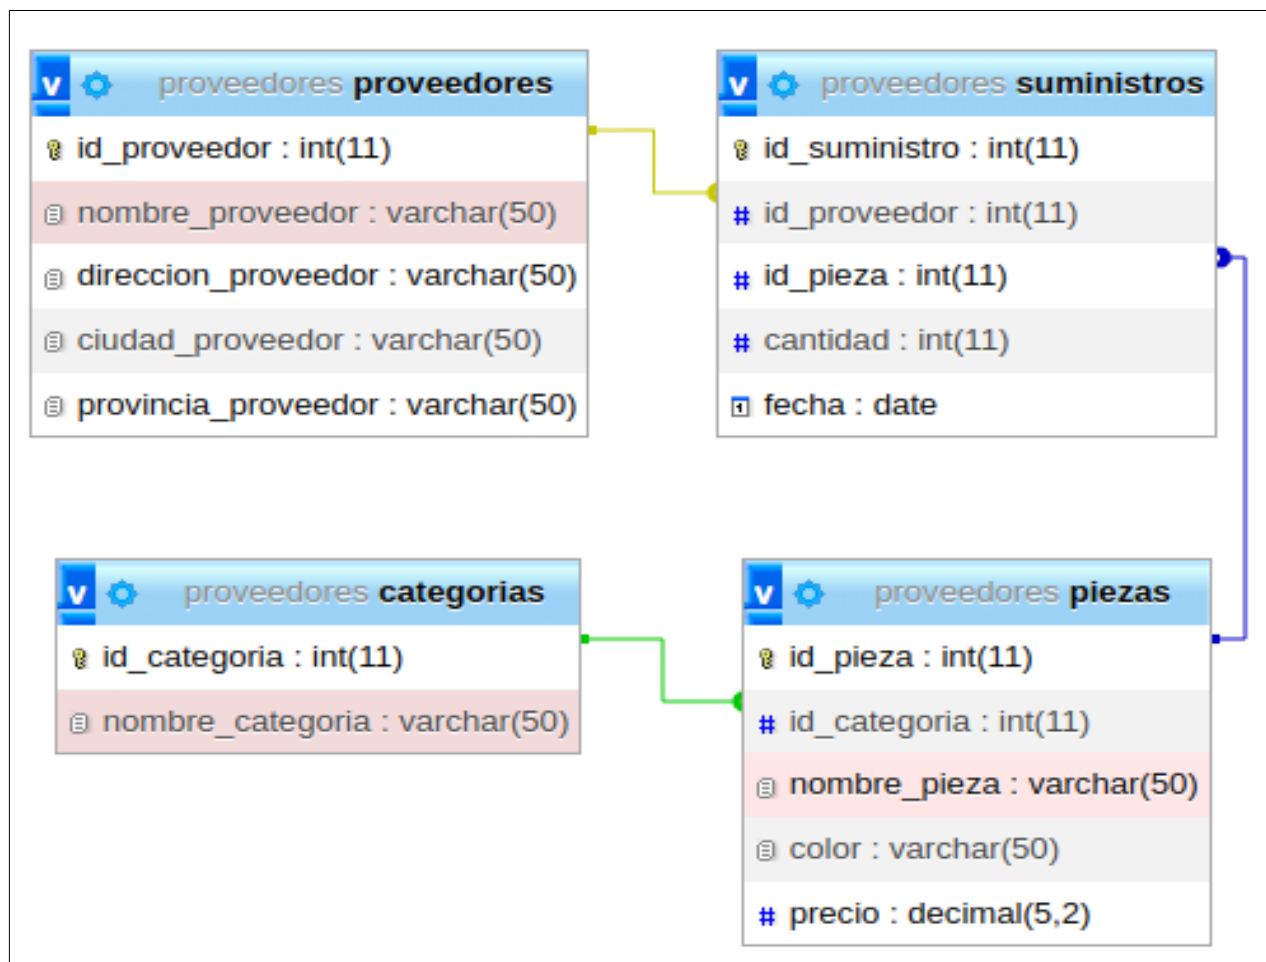 v proveedores proveedores
id_proveedor : int(11)
nombre_proveedor : varchar(50)
direccion_proveedor : varchar(50)
ciudad_proveedor : varchar(50)
provincia_proveedor : varchar(50)
v proveedores suministros
id_suministro : int(11)
# id_proveedor : int(11)
# id_pieza : int(11)
# cantidad : int(11)
1 fecha : date
v proveedores categorias
id_categoria : int(11)
nombre_categoria : varchar(50)
v proveedores piezas
id_pieza : int(11)
# id_categoria : int(11)
nombre_pieza : varchar(50)
color : varchar(50)
# precio : decimal(5,2)